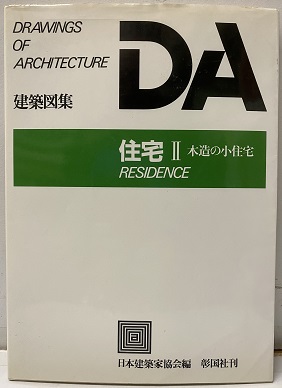 DRAWINGS
OF
ARCHITECTURE
DA
建築図集
住宅 Ⅱ 木造の小住宅
RESIDENCE
日本建築家協会編 彰国社刊